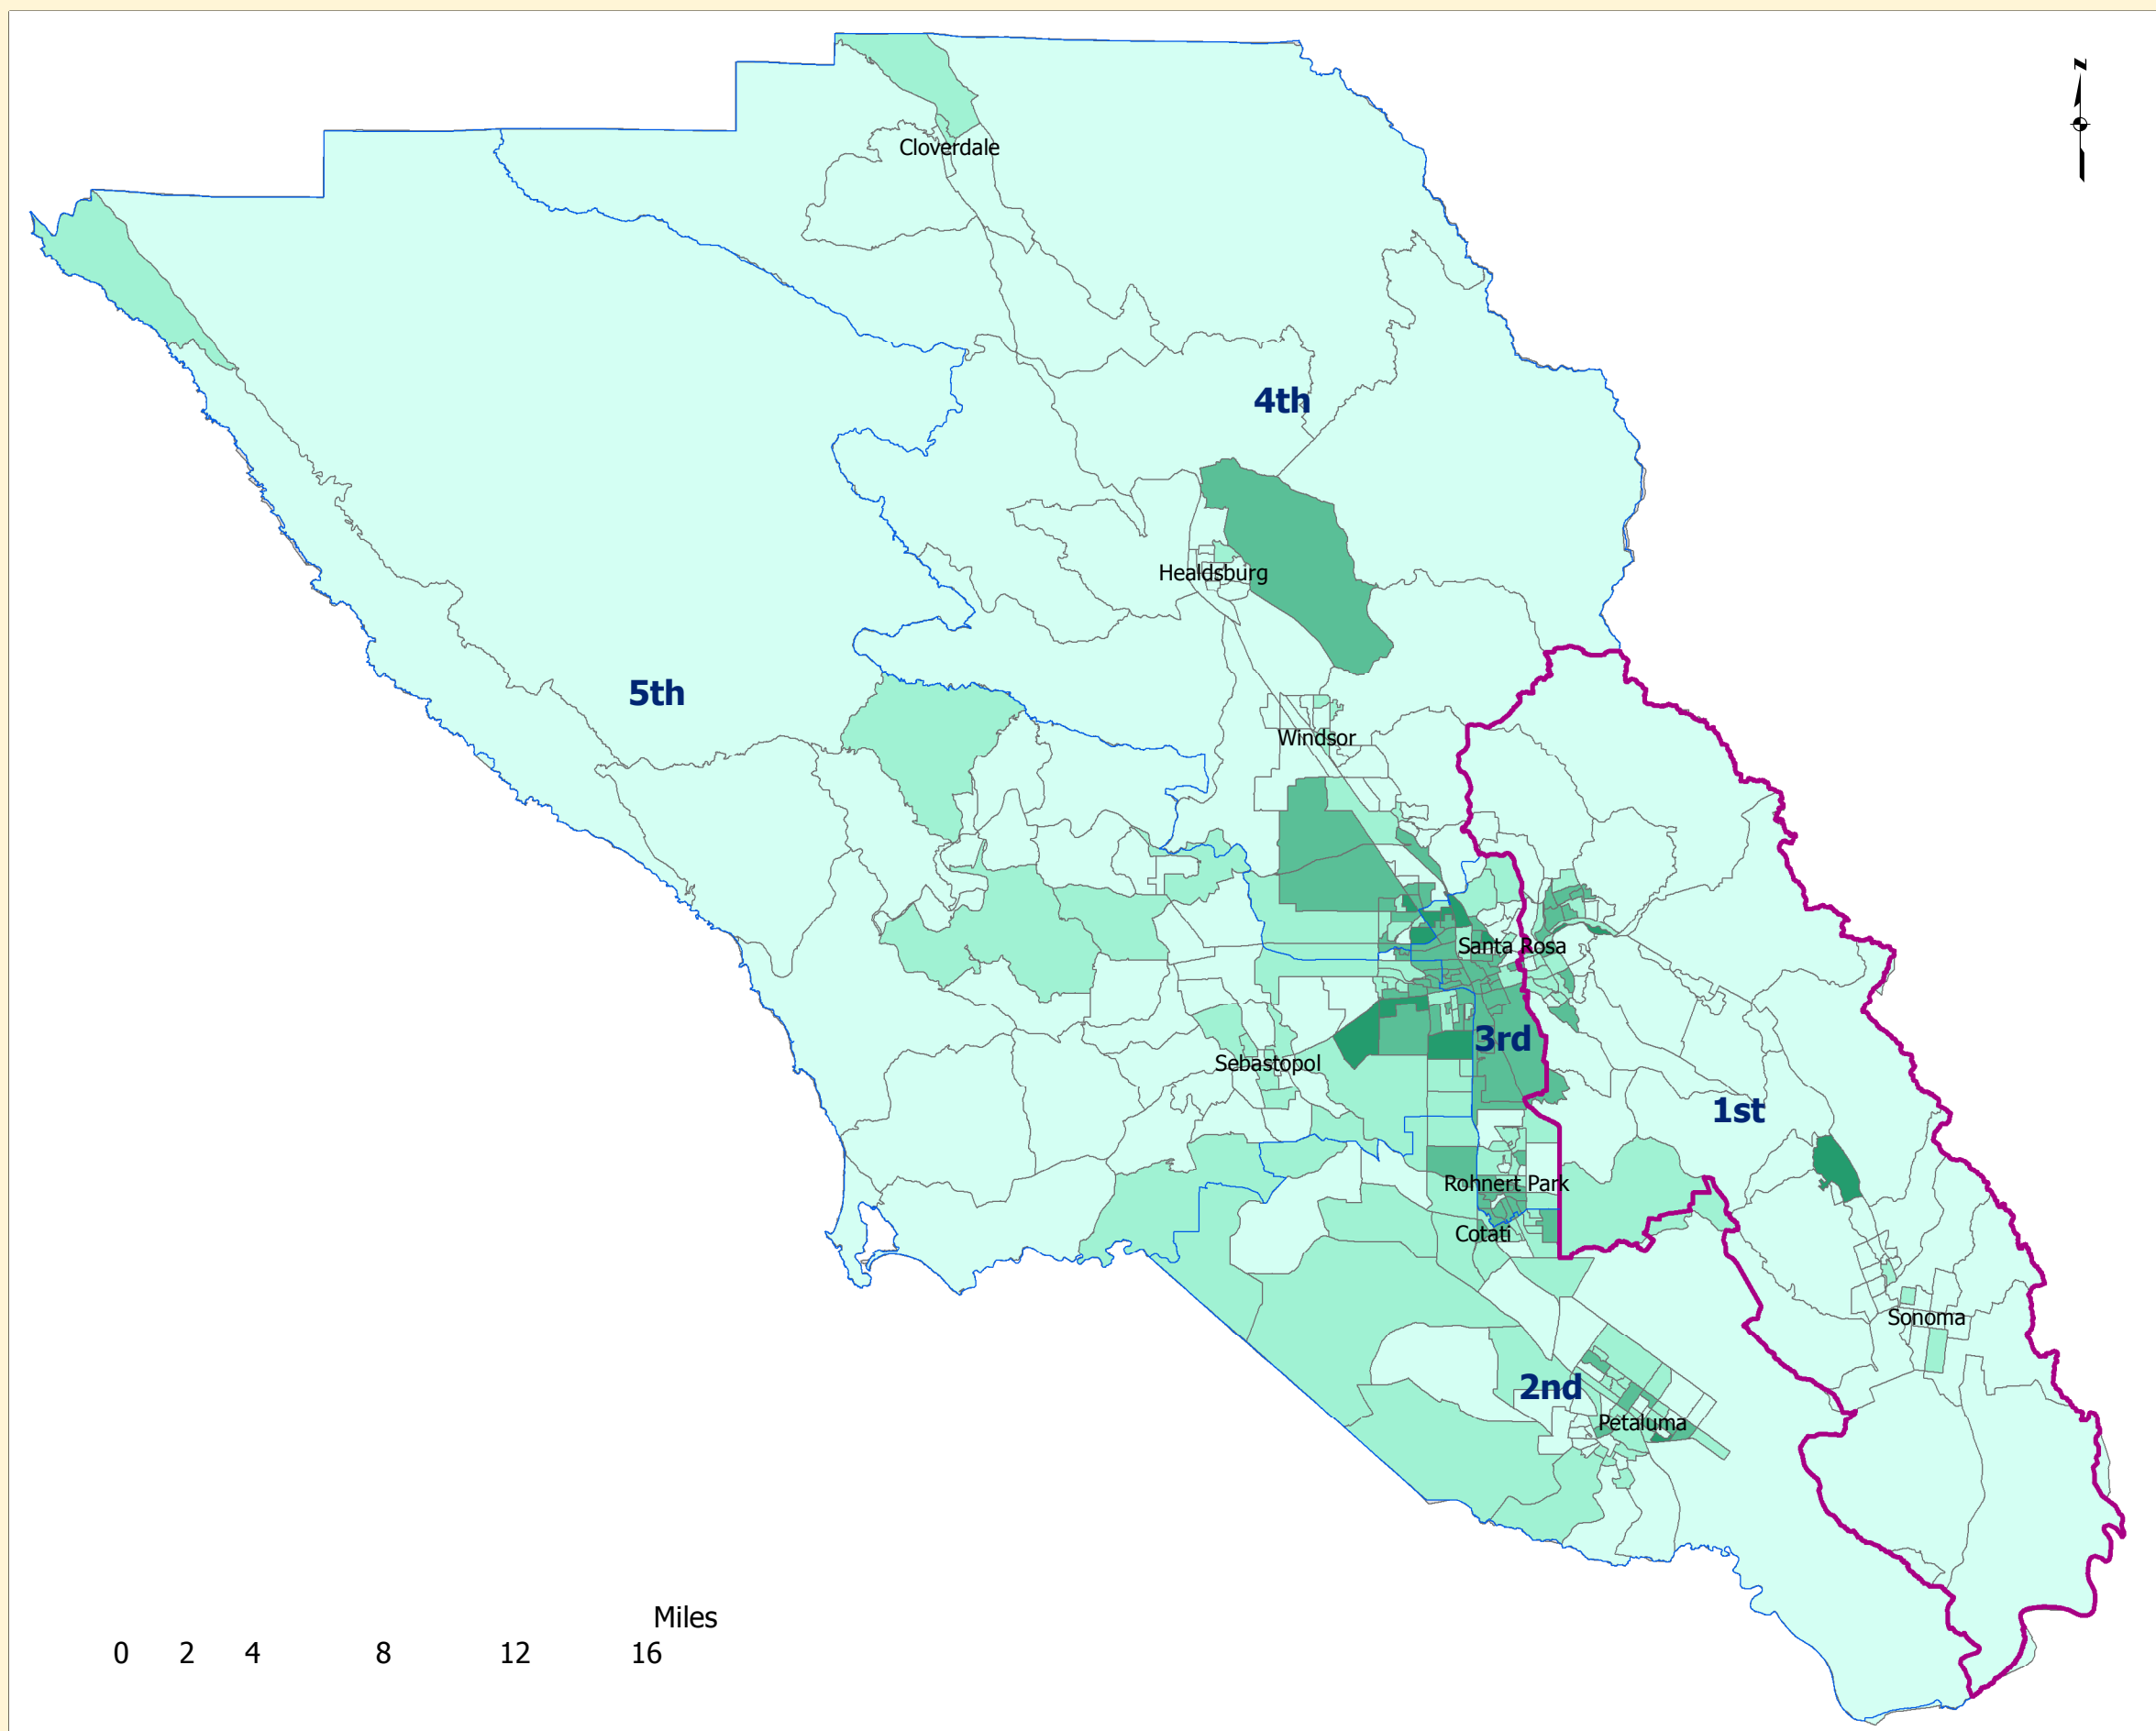 N
Cloverdale
4th
Healdsburg
5th
Windsor
Santa Rosa
3rd
Sebastopol
1st
Rohnert Park
Cotati
Sonoma
2nd
Petaluma
Miles
0 2 4 8 12 16